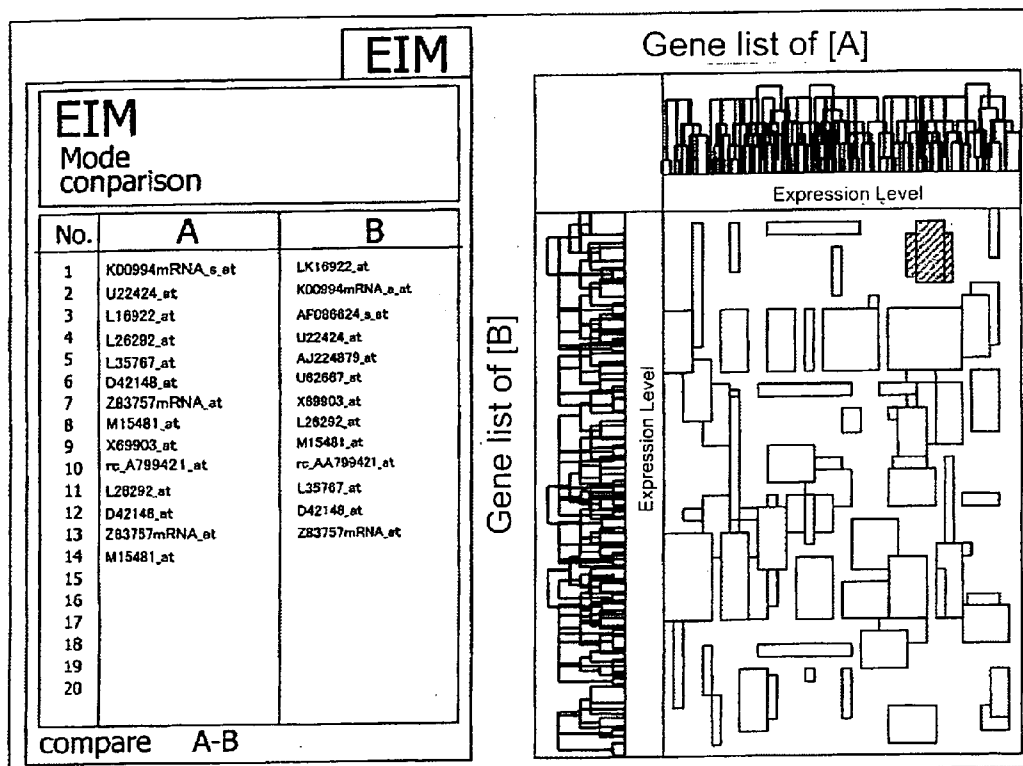 EIM
EIM
Mode
conparison
No. A B
1 K00994mRNA_s_at LK16922_at
2 U22424_at K00994mRNA_s_at
3 L16922_at AF086624_s_at
4 L26292_at U22424_at
5 L35767_at AJ224879_at
6 D42148_at U62667_at
7 Z83757mRNA_at X69903_at
8 M15481_at L26292_at
9 X69903_at M15481_at
10 rc_A799421_at rc_AA799421_at
11 L26292_at L35767_at
12 D42148_at D42148_at
13 Z83757mRNA_at Z83757mRNA_at
14 M15481_at
15
16
17
18
19
20
compare A-B
Gene list of [A]
Expression Level
Gene list of [B]
Expression Level